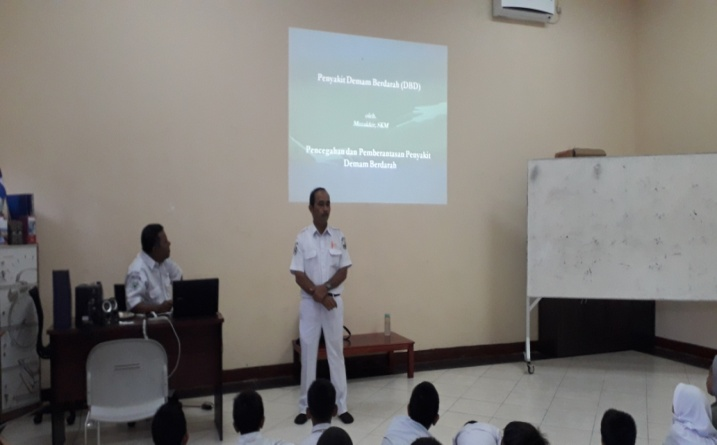 Penyakit Demam Berdarah (DBD)
oleh
Pencegahan dan Pemberantasan Penyakit
Demam Berdarah